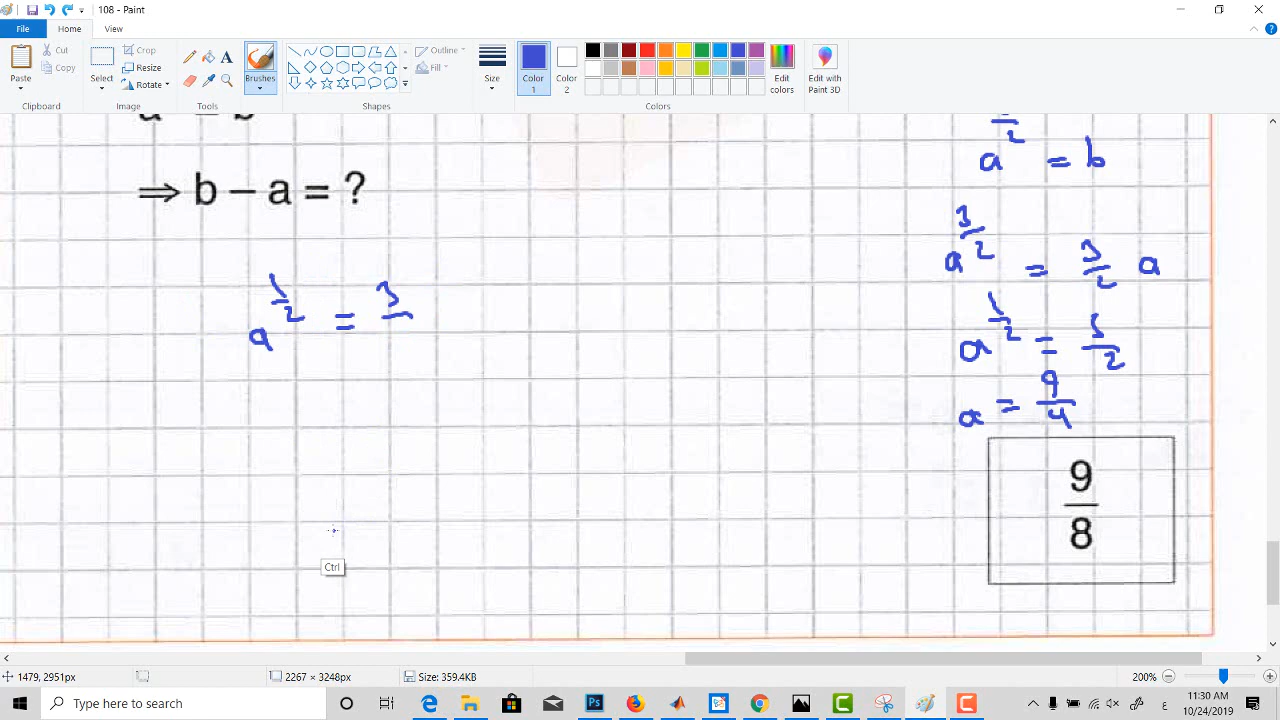 108 - Paint
File Home View
Paste Cut Copy Clipboard
Select Crop Resize Rotate Image
Tools
Brushes
Shapes Outline Fill
Size
Color 1 Color 2 Edit colors Colors
Edit with Paint 3D
⇒ b − a = ?
a^1/2 = 3
a^3/2 = b
a^3/2 = 3/2 a
a^1/2 = 3/2
a = 9/4
9/8
Ctrl
1479, 2951px 2267 × 3248px Size: 359.4KB 200%
Type here to search
11:30 AM
10/24/2019